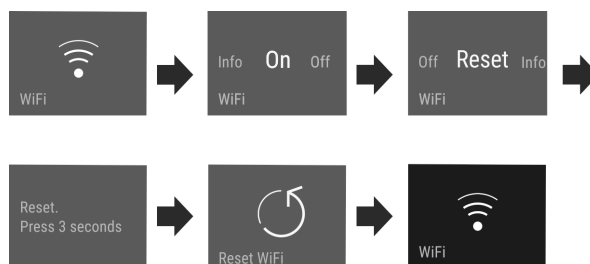 WiFi
Info On Off
WiFi
Off Reset Info
WiFi
Reset.
Press 3 seconds
Reset WiFi
WiFi